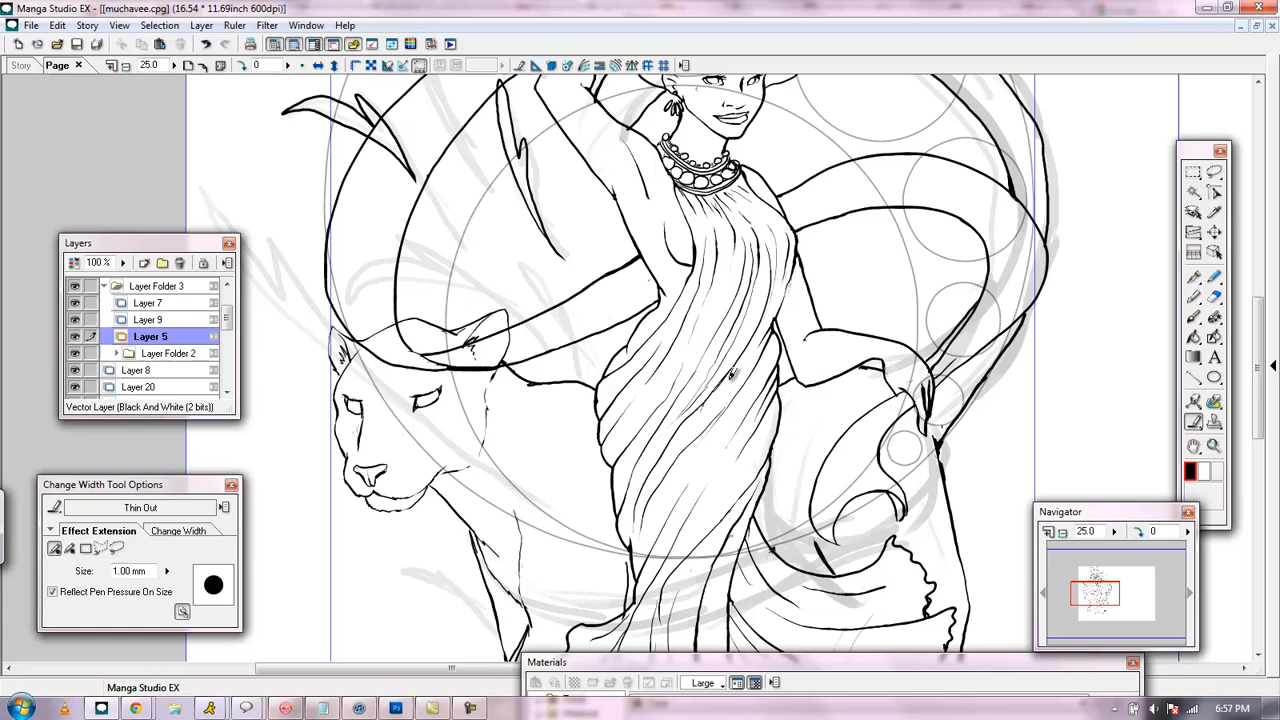 Manga Studio EX - [[muchavee.cpg] (16.54 * 11.69inch 600dpi)]
File Edit Story View Selection Layer Ruler Filter Window Help
Story Page 25.0 0
Layers
100 %
Layer Folder 3
Layer 7
Layer 9
Layer 5
Layer Folder 2
Layer 8
Layer 20
Vector Layer (Black And White (2 bits))
Change Width Tool Options
Thin Out
Effect Extension Change Width
Size: 1.00 mm
Reflect Pen Pressure On Size
Navigator
25.0 0
Materials
Large
Manga Studio EX
6:57 PM